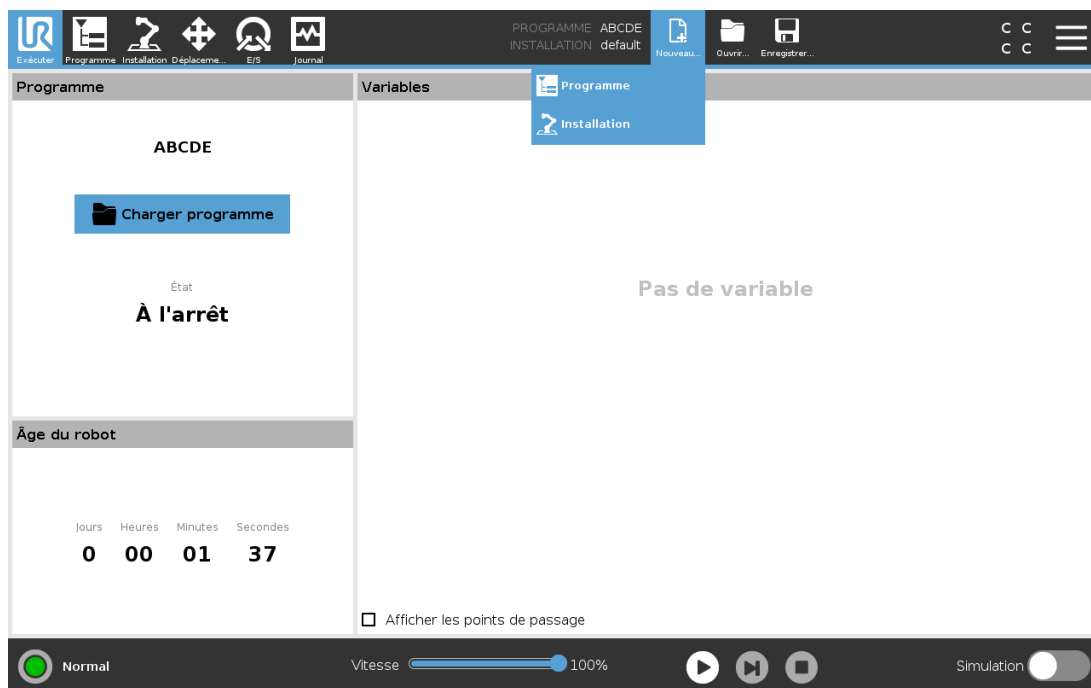 PROGRAMME ABCDE
INSTALLATION default
C C
C C
Exécuter Programme Installation Déplaceme... E/S Journal Nouveau... Ouvrir... Enregistrer...
Programme
Variables
Programme
Installation
ABCDE
Charger programme
État
À l'arrêt
Pas de variable
Âge du robot
Jours Heures Minutes Secondes
0 00 01 37
Afficher les points de passage
Normal
Vitesse 100%
Simulation